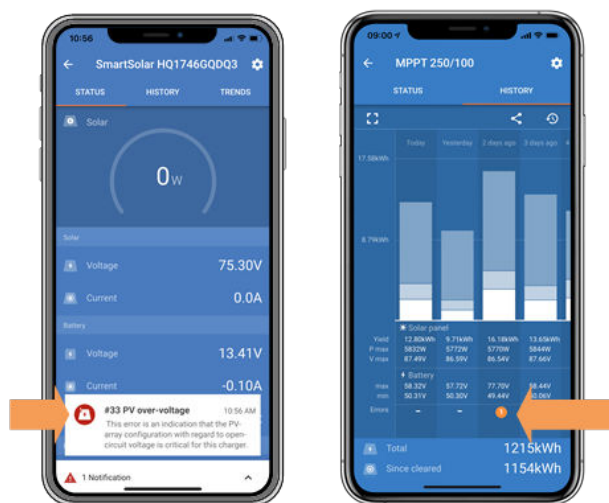 10:56
SmartSolar HQ1746GQDQ3
STATUS HISTORY TRENDS
Solar
0W
Solar
Voltage 75.30V
Current 0.0A
Battery
Voltage 13.41V
Current -0.10A
#33 PV over-voltage 10:56 AM
This error is an indication that the PV-
array configuration with regard to open-
circuit voltage is critical for this charger.
1 Notification
09:00
MPPT 250/100
STATUS HISTORY
Today Yesterday 2 days ago 3 days ago 4
17.58kWh
8.79kWh
Solar panel
Yield 12.80kWh 9.71kWh 16.18kWh 13.65kWh
P max 5832W 5772W 5770W 5844W
V max 87.49V 86.59V 86.54V 87.66V
Battery
max 58.32V 57.72V 77.70V 58.44V
min 50.31V 50.30V 49.44V 50.06V
Errors - -
Total 1215kWh
Since cleared 1154kWh